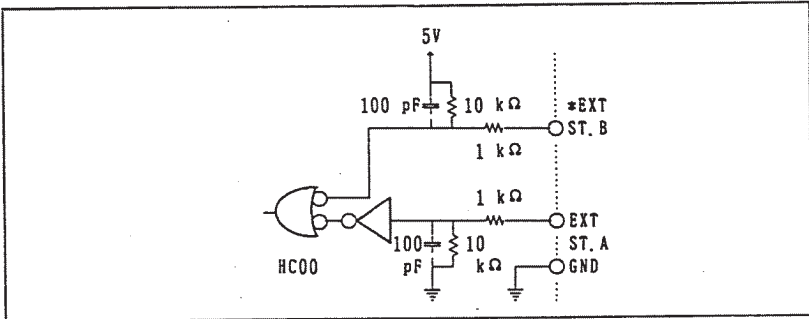 5V
100 pF 10 kΩ *EXT
ST. B
1 kΩ
1 kΩ
EXT
100 10 ST. A
HC00 pF kΩ GND